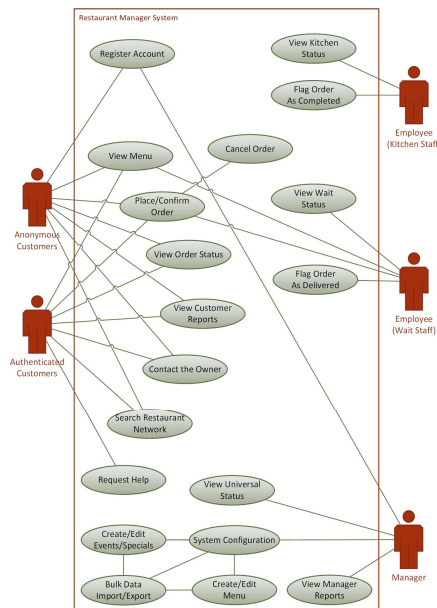 Restaurant Manager System
Register Account
View Kitchen
Status
Flag Order
As Completed
Employee
(Kitchen Staff
Cancel Order
View Menu
Anonymous
Customers
Place/Confirm
Order
View Wait
Status
View Order Status
Flag Order
As Delivered
Employee
(Wait Staff)
View Customer
Reports
Authenticated
Customers
Contact the Owner
Search Restaurant
Network
Request Help
View Universal
Status
Create/Edit
Events/Specials
System Configuration
Manager
Bulk Data
Import/Export
Create/Edit
Menu
View Manager
Reports